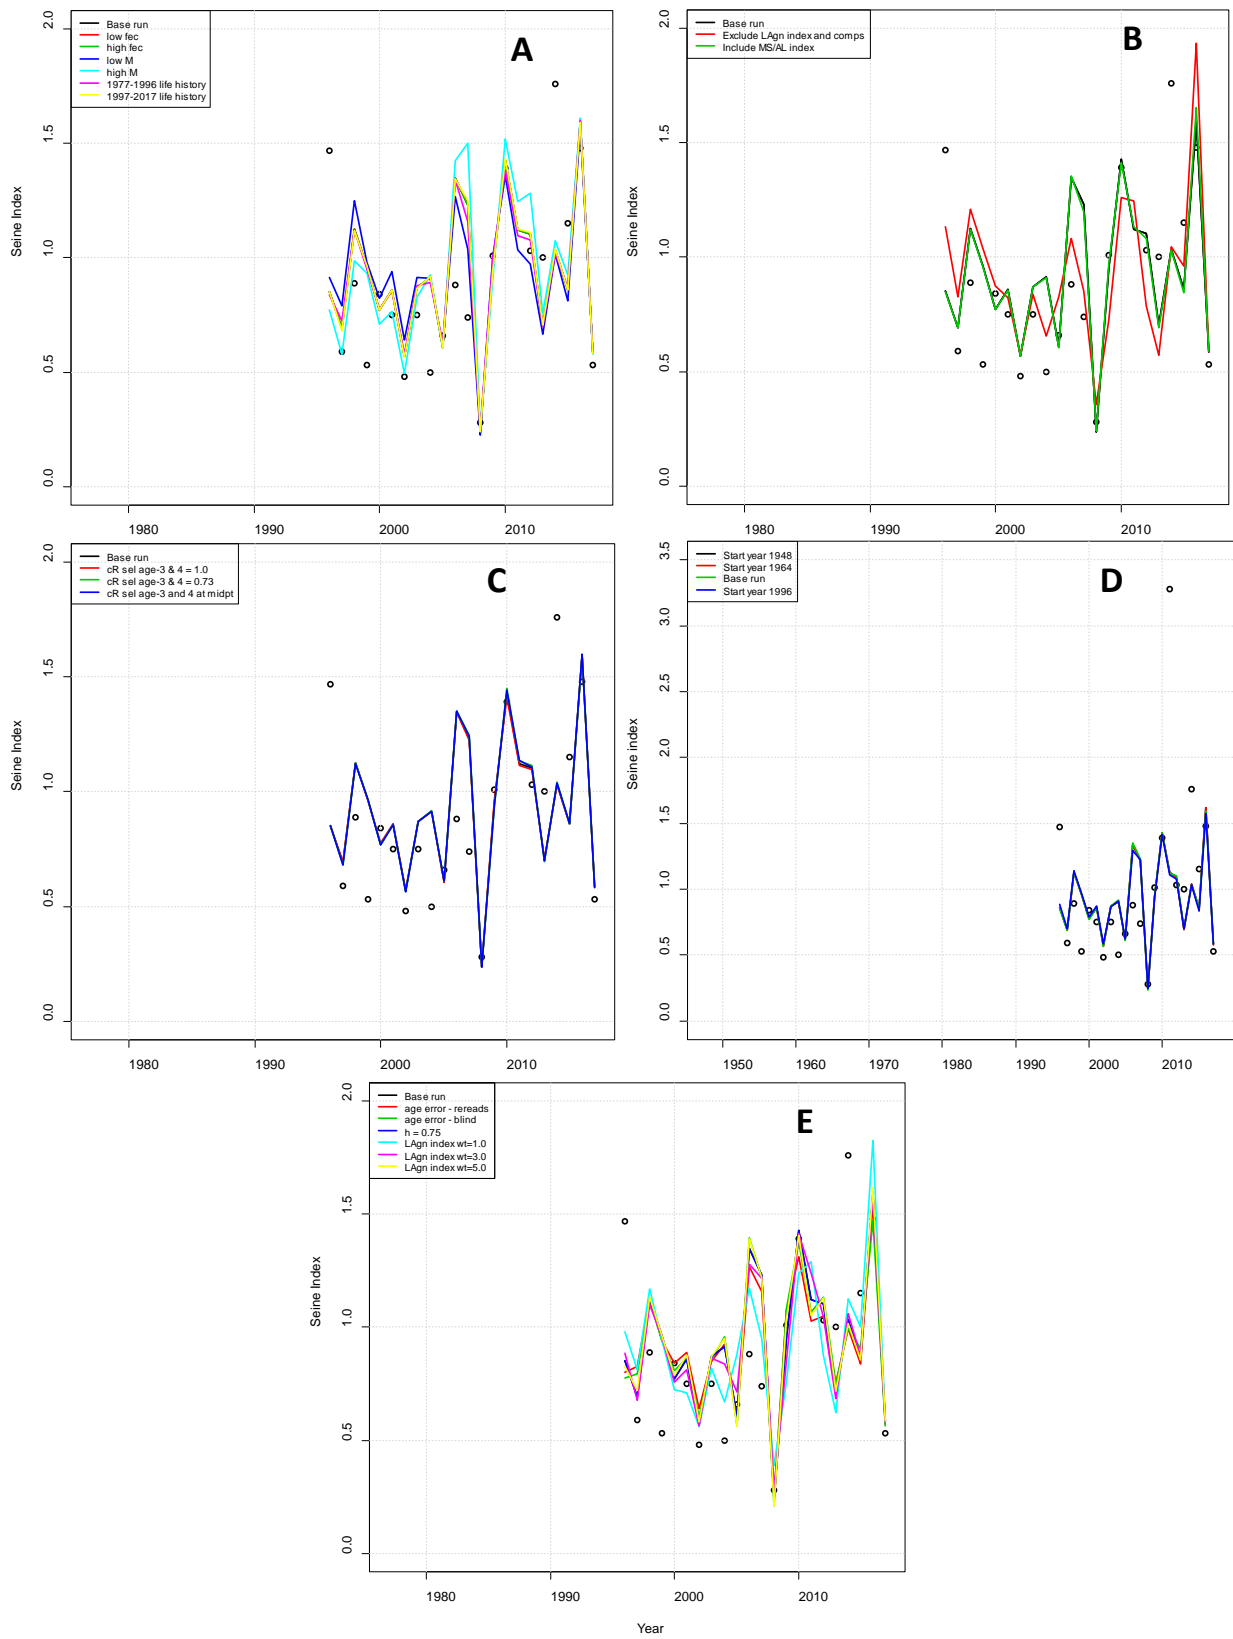 Base run
low fec
high fec
low M
high M
1977-1996 life history
1997-2017 life history
A
Seine Index
0.0 0.5 1.0 1.5 2.0
1980 1990 2000 2010
Base run
Exclude LAgn index and comps
Include MS/AL index
B
Seine Index
0.0 0.5 1.0 1.5 2.0
1980 1990 2000 2010
Base run
cR sel age-3 & 4 = 1.0
cR sel age-3 & 4 = 0.73
cR sel age-3 and 4 at midpt
C
Seine Index
0.0 0.5 1.0 1.5 2.0
1980 1990 2000 2010
Start year 1948
Start year 1964
Base run
Start year 1996
D
Seine index
0.0 0.5 1.0 1.5 2.0 2.5 3.0 3.5
1950 1960 1970 1980 1990 2000 2010
Base run
age error - rereads
age error - blind
h = 0.75
LAgn index wt=1.0
LAgn index wt=3.0
LAgn index wt=5.0
E
Seine Index
0.0 0.5 1.0 1.5 2.0
1980 1990 2000 2010
Year